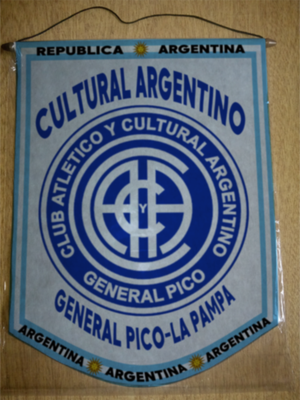 REPUBLICA ARGENTINA
CULTURAL ARGENTINO
CLUB ATLETICO Y CULTURAL ARGENTINO
Y
GENERAL PICO
GENERAL PICO-LA PAMPA
ARGENTINA ARGENTINA ARGENTINA